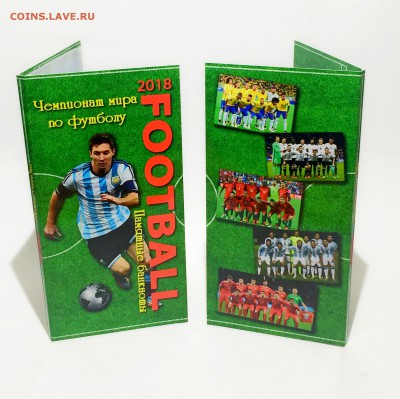 COINS.LAVE.RU
2018
Чемпионат мира
по футболу
FOOTBALL
Памятные банкноты